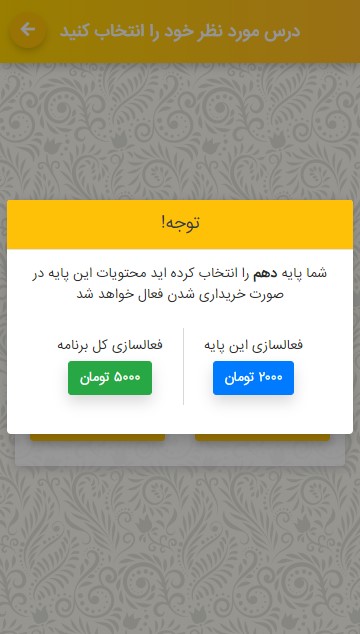 درس مورد نظر خود را انتخاب کنید
توجه!
شما پایه دهم را انتخاب کرده اید محتویات این پایه در
صورت خریداری شدن فعال خواهد شد
فعالسازی این پایه
۲۰۰۰ تومان
فعالسازی کل برنامه
۵۰۰۰ تومان